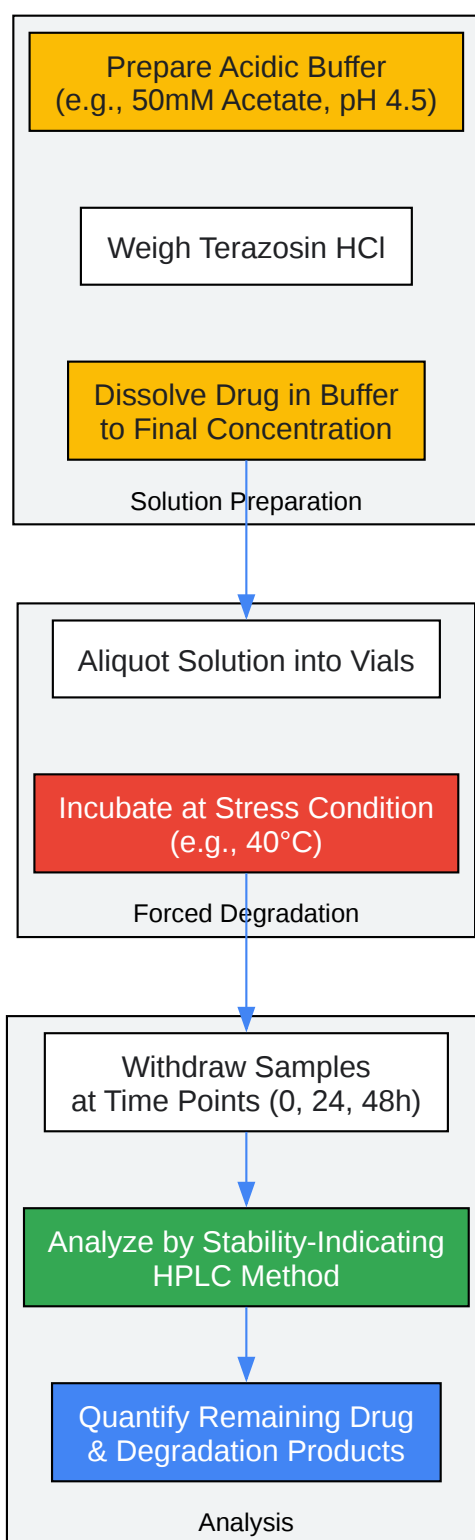 Prepare Acidic Buffer
(e.g., 50mM Acetate, pH 4.5)
Weigh Terazosin HCl
Dissolve Drug in Buffer
to Final Concentration
Solution Preparation
Aliquot Solution into Vials
Incubate at Stress Condition
(e.g., 40°C)
Forced Degradation
Withdraw Samples
at Time Points (0, 24, 48h)
Analyze by Stability-Indicating
HPLC Method
Quantify Remaining Drug
& Degradation Products
Analysis